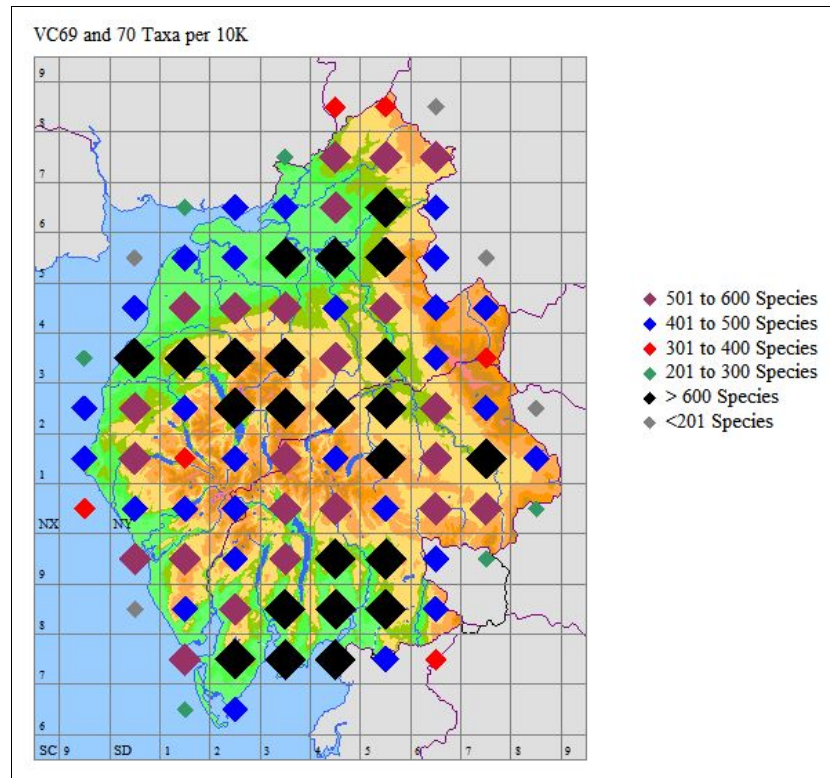 VC69 and 70 Taxa per 10K
9
8
7
6
5
4
3
2
1
NX NY
9
8
7
6
SC 9 SD 1 2 3 4 5 6 7 8 9
501 to 600 Species
401 to 500 Species
301 to 400 Species
201 to 300 Species
> 600 Species
<201 Species